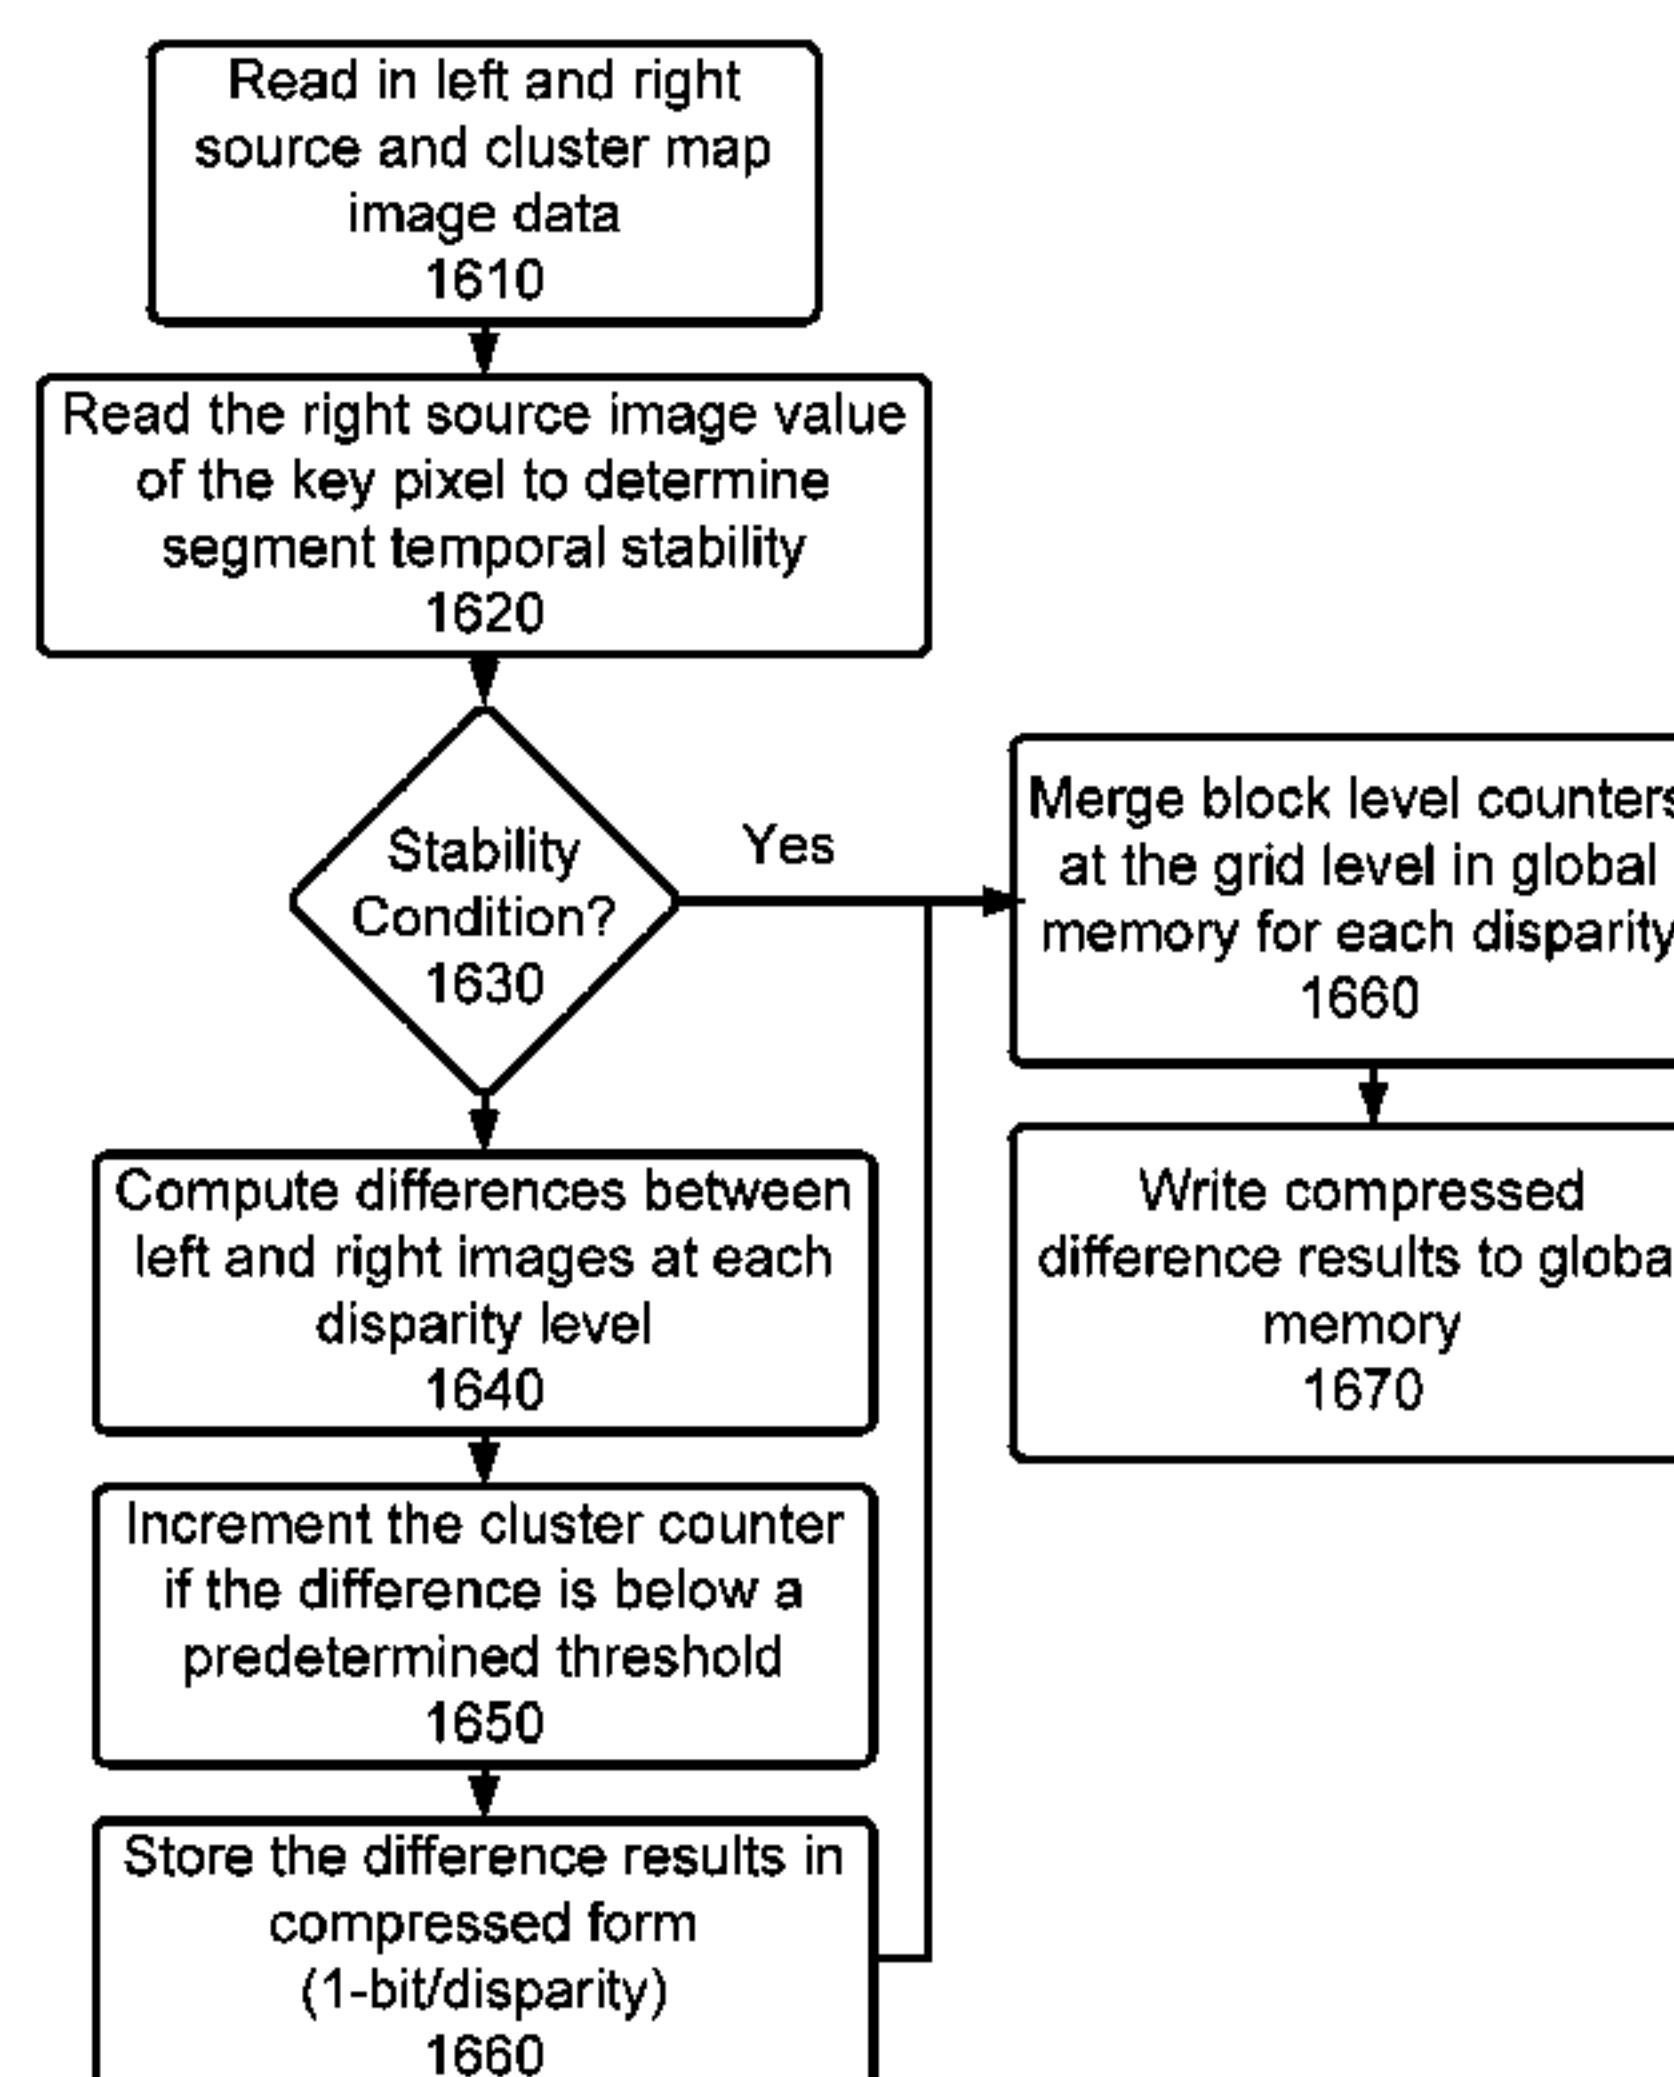 Read in left and right
source and cluster map
image data
1610
Read the right source image value
of the key pixel to determine
segment temporal stability
1620
Stability
Condition?
1630
Yes
Merge block level counters
at the grid level in global
memory for each disparity
1660
Compute differences between
left and right images at each
disparity level
1640
Write compressed
difference results to globa
memory
1670
Increment the cluster counter
if the difference is below a
predetermined threshold
1650
Store the difference results in
compressed form
(1-bit/disparity)
1660